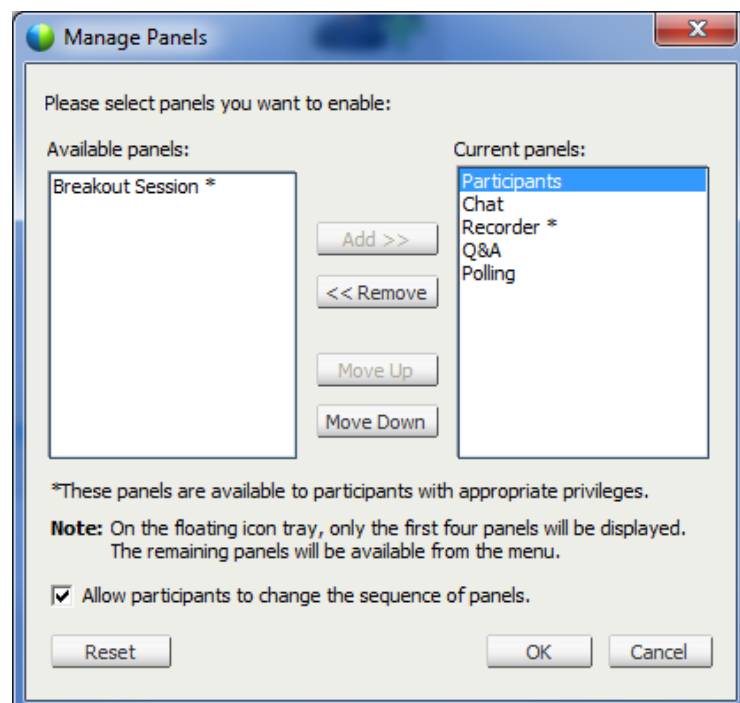 Manage Panels
X
Please select panels you want to enable:
Available panels:
Current panels:
Breakout Session *
Participants
Chat
Recorder *
Q&A
Polling
Add >>
<< Remove
Move Up
Move Down
*These panels are available to participants with appropriate privileges.
Note: On the floating icon tray, only the first four panels will be displayed.
The remaining panels will be available from the menu.
Allow participants to change the sequence of panels.
Reset
OK
Cancel